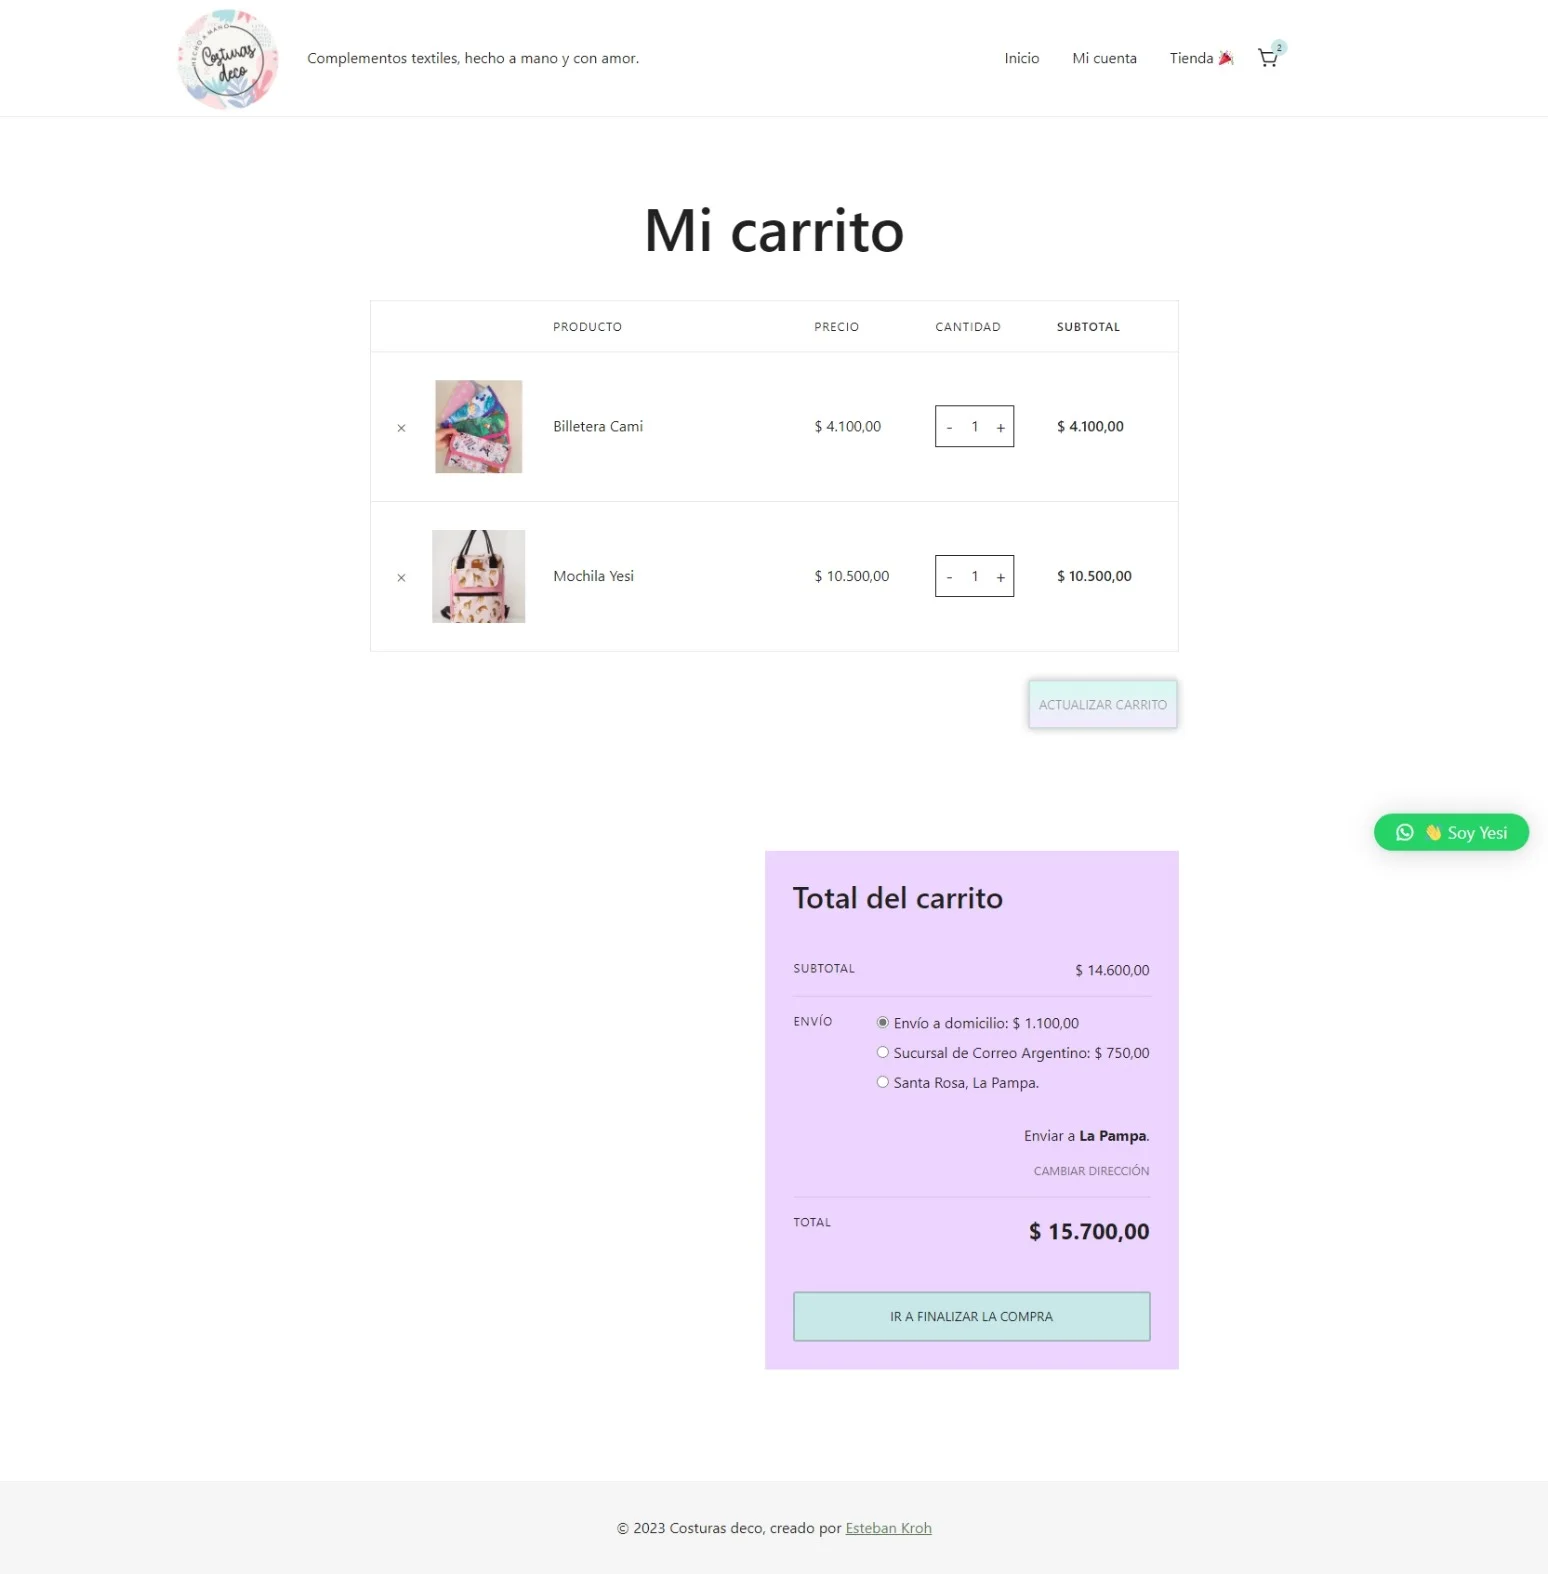 HECHO A MANO
Costuras
deco
Complementos textiles, hecho a mano y con amor.
Inicio
Mi cuenta
Tienda 🎉
2
Mi carrito
PRODUCTO PRECIO CANTIDAD SUBTOTAL
× Billetera Cami $ 4.100,00 - 1 + $ 4.100,00
× Mochila Yesi $ 10.500,00 - 1 + $ 10.500,00
ACTUALIZAR CARRITO
👋 Soy Yesi
Total del carrito
SUBTOTAL $ 14.600,00
ENVÍO Envío a domicilio: $ 1.100,00
Sucursal de Correo Argentino: $ 750,00
Santa Rosa, La Pampa.
Enviar a La Pampa.
CAMBIAR DIRECCIÓN
TOTAL $ 15.700,00
IR A FINALIZAR LA COMPRA
© 2023 Costuras deco, creado por Esteban Kroh